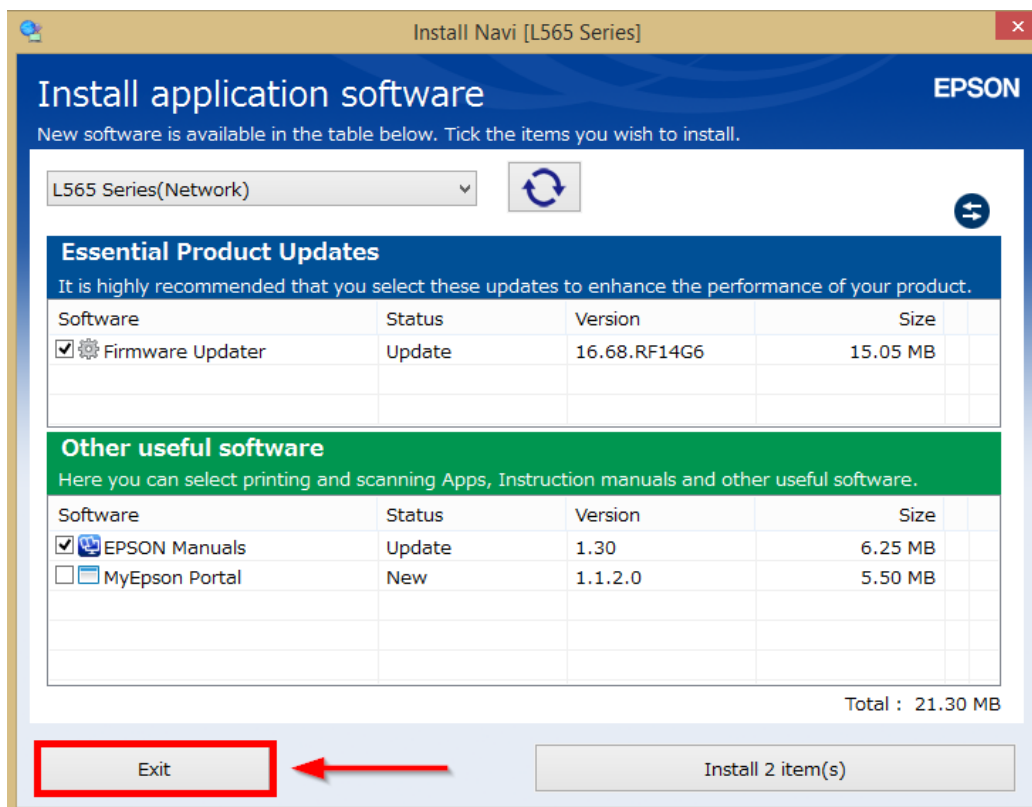 Install Navi [L565 Series]
Install application software
EPSON
New software is available in the table below. Tick the items you wish to install.
L565 Series(Network)
Essential Product Updates
It is highly recommended that you select these updates to enhance the performance of your product.
Software Status Version Size
Firmware Updater Update 16.68.RF14G6 15.05 MB
Other useful software
Here you can select printing and scanning Apps, Instruction manuals and other useful software.
Software Status Version Size
EPSON Manuals Update 1.30 6.25 MB
MyEpson Portal New 1.1.2.0 5.50 MB
Total : 21.30 MB
Exit Install 2 item(s)